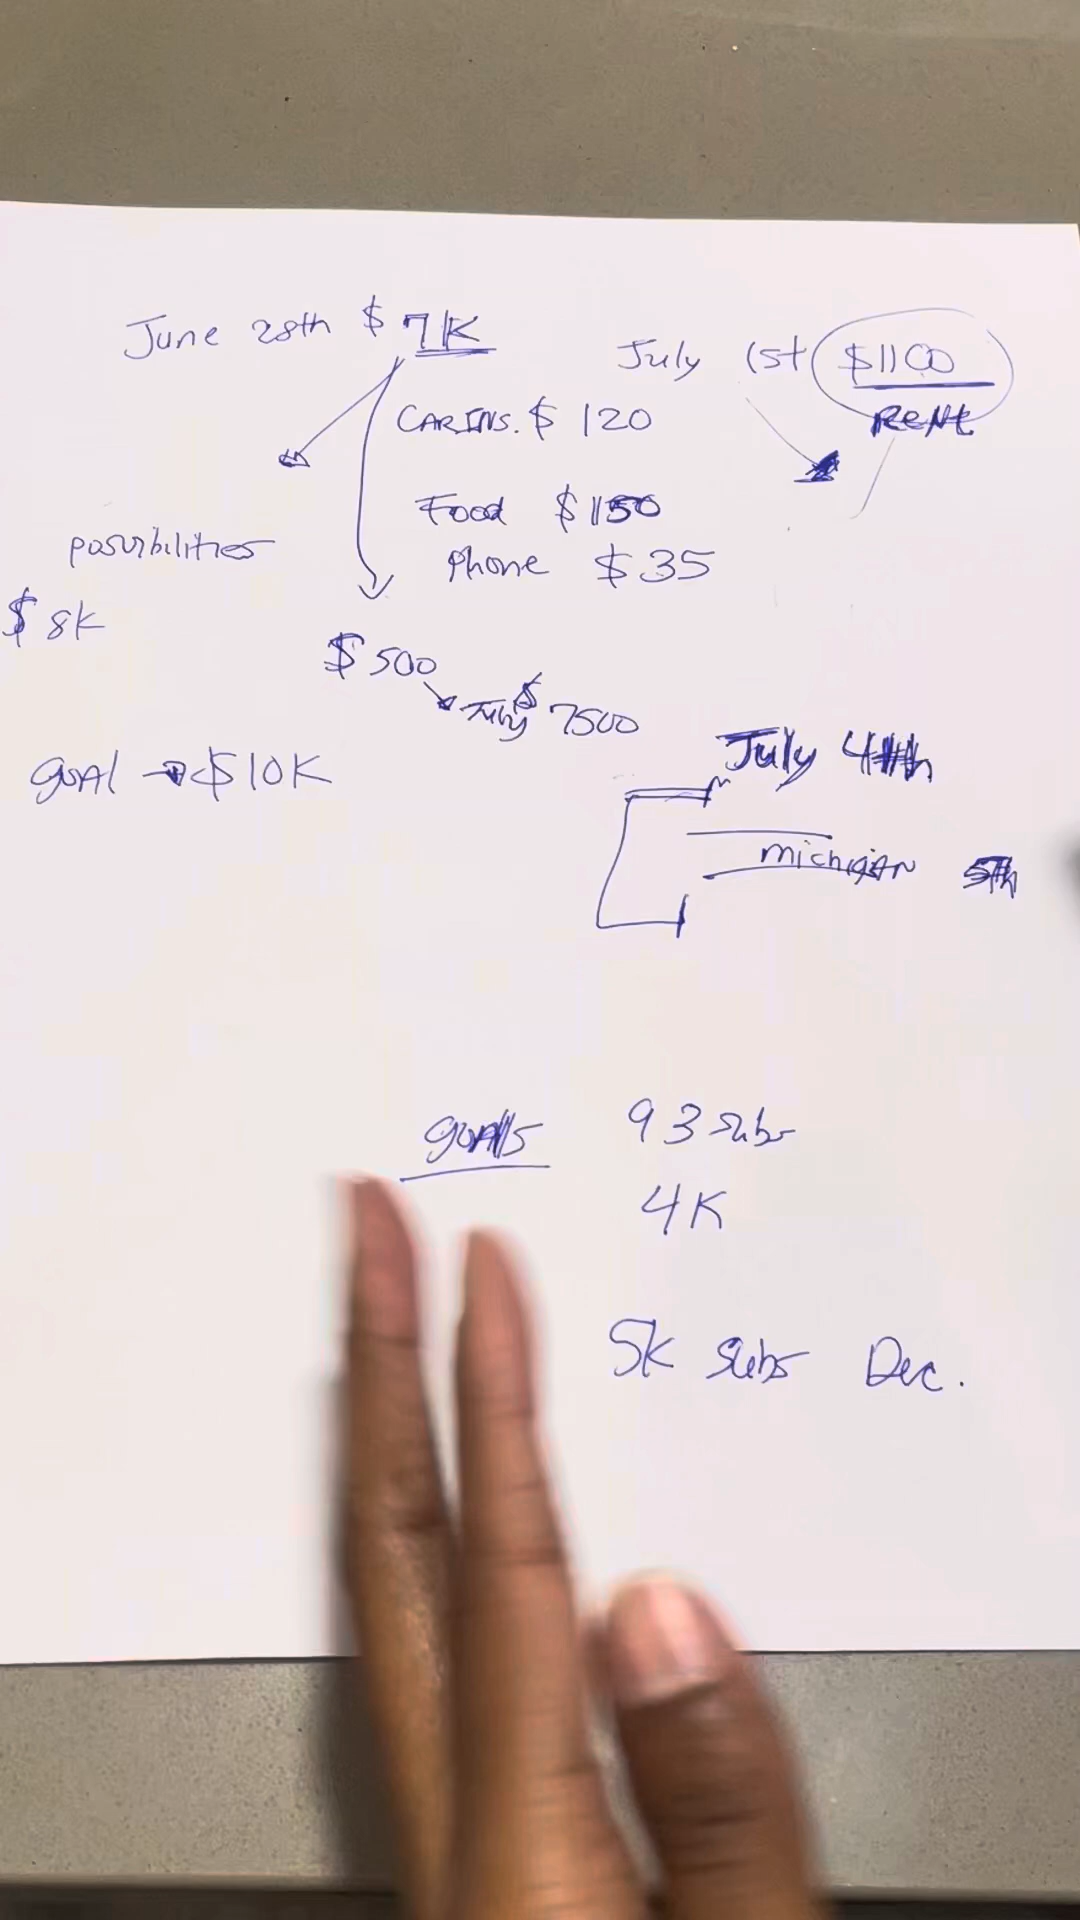 June 28th $ 7K
July 1st $1100
Rent
CAR INS. $ 120
Food $150
Phone $35
possibilities
$ 8K
$ 500
July $ 7500
goal → $10K
July 4th
michigan 5th
goals
93 subs
4K
5K subs Dec.